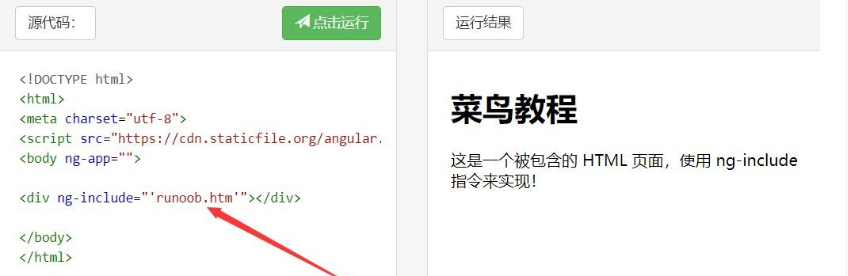 源代码：
点击运行
运行结果
<!DOCTYPE html>
<html>
<meta charset="utf-8">
<script src="https://cdn.staticfile.org/angular.
<body ng-app="">
<div ng-include="'runoob.htm'"></div>
</body>
</html>
菜鸟教程
这是一个被包含的 HTML 页面，使用 ng-include
指令来实现！